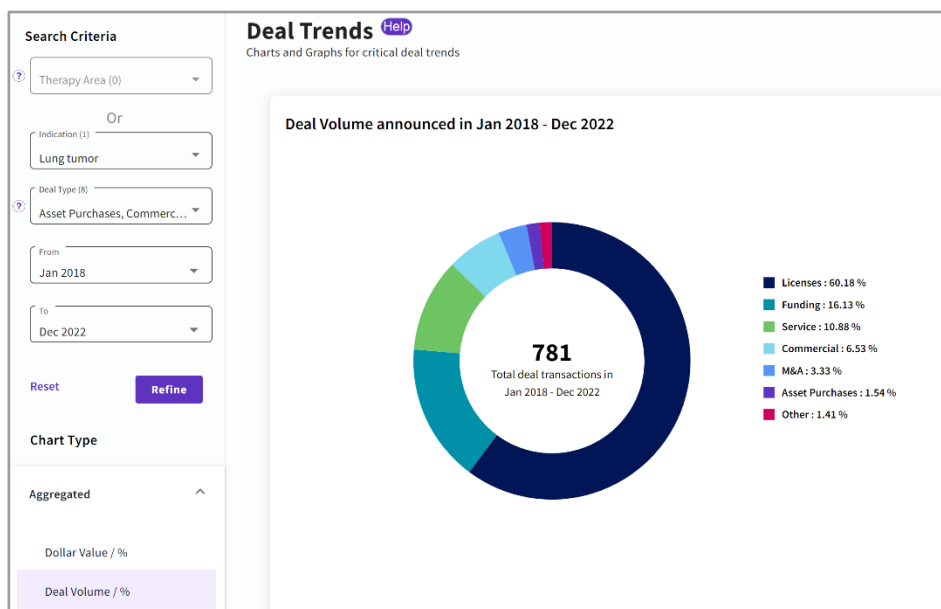 Search Criteria
?
Therapy Area (0)
Or
Indication (1)
Lung tumor
Deal Type (8)
?
Asset Purchases, Commerc...
From
Jan 2018
To
Dec 2022
Reset
Refine
Chart Type
Aggregated
Dollar Value / %
Deal Volume / %
Deal Trends Help
Charts and Graphs for critical deal trends
Deal Volume announced in Jan 2018 - Dec 2022
781
Total deal transactions in
Jan 2018 - Dec 2022
Licenses : 60.18 %
Funding : 16.13 %
Service : 10.88 %
Commercial : 6.53 %
M&A : 3.33 %
Asset Purchases : 1.54 %
Other : 1.41 %